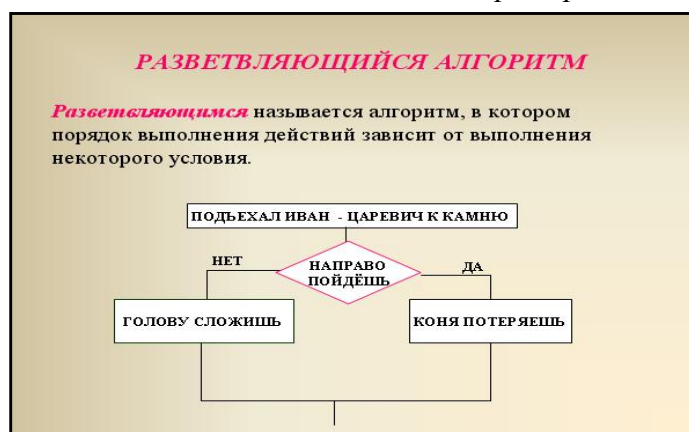 РАЗВЕТВЛЯЮЩИЙСЯ АЛГОРИТМ
Разветвляющимся называется алгоритм, в котором
порядок выполнения действий зависит от выполнения
некоторого условия.
ПОДЪЕХАЛ ИВАН - ЦАРЕВИЧ К КАМНЮ
НЕТ
НАПРАВО
ПОЙДЁШЬ
ДА
ГОЛОВУ СЛОЖИШЬ
КОНЯ ПОТЕРЯЕШЬ